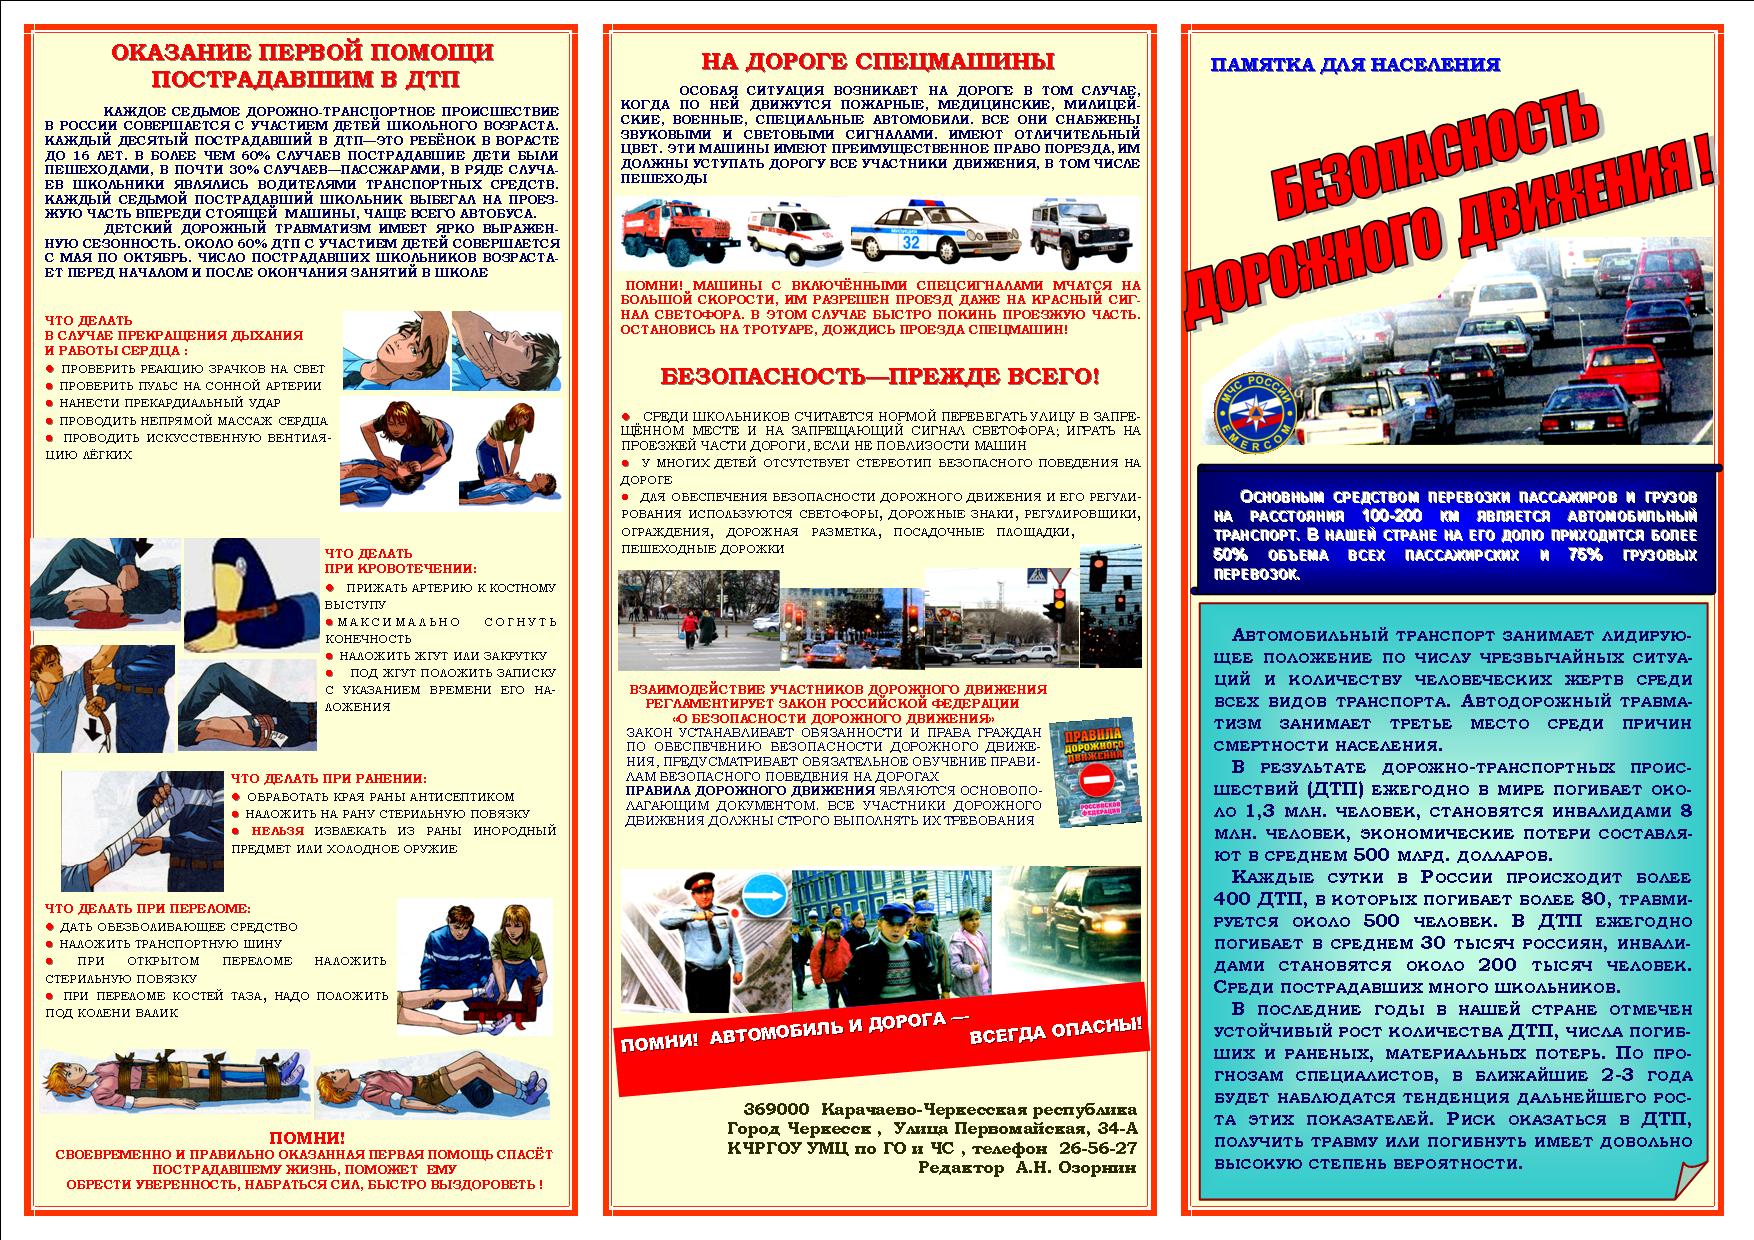 ОКАЗАНИЕ ПЕРВОЙ ПОМОЩИ
ПОСТРАДАВШИМ В ДТП
КАЖДОЕ СЕДЬМОЕ ДОРОЖНО-ТРАНСПОРТНОЕ ПРОИСШЕСТВИЕ
В РОССИИ СОВЕРШАЕТСЯ С УЧАСТИЕМ ДЕТЕЙ ШКОЛЬНОГО ВОЗРАСТА.
КАЖДЫЙ ДЕСЯТЫЙ ПОСТРАДАВШИЙ В ДТП—ЭТО РЕБЁНОК В ВОРАСТЕ
ДО 16 ЛЕТ. В БОЛЕЕ ЧЕМ 60% СЛУЧАЕВ ПОСТРАДАВШИЕ ДЕТИ БЫЛИ
ПЕШЕХОДАМИ, В ПОЧТИ 30% СЛУЧАЕВ—ПАССЖАРАМИ, В РЯДЕ СЛУЧА-
ЕВ ШКОЛЬНИКИ ЯВЛЯЛИСЬ ВОДИТЕЛЯМИ ТРАНСПОРТНЫХ СРЕДСТВ.
КАЖДЫЙ СЕДЬМОЙ ПОСТРАДАВШИЙ ШКОЛЬНИК ВЫБЕГАЛ НА ПРОЕЗ-
ЖУЮ ЧАСТЬ ВПЕРЕДИ СТОЯЩЕЙ МАШИНЫ, ЧАЩЕ ВСЕГО АВТОБУСА.
ДЕТСКИЙ ДОРОЖНЫЙ ТРАВМАТИЗМ ИМЕЕТ ЯРКО ВЫРАЖЕН-
НУЮ СЕЗОННОСТЬ. ОКОЛО 60% ДТП С УЧАСТИЕМ ДЕТЕЙ СОВЕРШАЕТСЯ
С МАЯ ПО ОКТЯБРЬ. ЧИСЛО ПОСТРАДАВШИХ ШКОЛЬНИКОВ ВОЗРАСТА-
ЕТ ПЕРЕД НАЧАЛОМ И ПОСЛЕ ОКОНЧАНИЯ ЗАНЯТИЙ В ШКОЛЕ
ЧТО ДЕЛАТЬ
В СЛУЧАЕ ПРЕКРАЩЕНИЯ ДЫХАНИЯ
И РАБОТЫ СЕРДЦА :
● ПРОВЕРИТЬ РЕАКЦИЮ ЗРАЧКОВ НА СВЕТ
● ПРОВЕРИТЬ ПУЛЬС НА СОННОЙ АРТЕРИИ
● НАНЕСТИ ПРЕКАРДИАЛЬНЫЙ УДАР
● ПРОВОДИТЬ НЕПРЯМОЙ МАССАЖ СЕРДЦА
● ПРОВОДИТЬ ИСКУССТВЕННУЮ ВЕНТИЛЯ-
ЦИЮ ЛЁГКИХ
ЧТО ДЕЛАТЬ
ПРИ КРОВОТЕЧЕНИИ:
● ПРИЖАТЬ АРТЕРИЮ К КОСТНОМУ
ВЫСТУПУ
● МАКСИМАЛЬНО СОГНУТЬ
КОНЕЧНОСТЬ
● НАЛОЖИТЬ ЖГУТ ИЛИ ЗАКРУТКУ
● ПОД ЖГУТ ПОЛОЖИТЬ ЗАПИСКУ
С УКАЗАНИЕМ ВРЕМЕНИ ЕГО НА-
ЛОЖЕНИЯ
ЧТО ДЕЛАТЬ ПРИ РАНЕНИИ:
● ОБРАБОТАТЬ КРАЯ РАНЫ АНТИСЕПТИКОМ
● НАЛОЖИТЬ НА РАНУ СТЕРИЛЬНУЮ ПОВЯЗКУ
● НЕЛЬЗЯ ИЗВЛЕКАТЬ ИЗ РАНЫ ИНОРОДНЫЙ
ПРЕДМЕТ ИЛИ ХОЛОДНОЕ ОРУЖИЕ
ЧТО ДЕЛАТЬ ПРИ ПЕРЕЛОМЕ:
● ДАТЬ ОБЕЗБОЛИВАЮЩЕЕ СРЕДСТВО
● НАЛОЖИТЬ ТРАНСПОРТНУЮ ШИНУ
● ПРИ ОТКРЫТОМ ПЕРЕЛОМЕ НАЛОЖИТЬ
СТЕРИЛЬНУЮ ПОВЯЗКУ
● ПРИ ПЕРЕЛОМЕ КОСТЕЙ ТАЗА, НАДО ПОЛОЖИТЬ
ПОД КОЛЕНИ ВАЛИК
ПОМНИ!
СВОЕВРЕМЕННО И ПРАВИЛЬНО ОКАЗАННАЯ ПЕРВАЯ ПОМОЩЬ СПАСЁТ
ПОСТРАДАВШЕМУ ЖИЗНЬ, ПОМОЖЕТ ЕМУ
ОБРЕСТИ УВЕРЕННОСТЬ, НАБРАТЬСЯ СИЛ, БЫСТРО ВЫЗДОРОВЕТЬ !
НА ДОРОГЕ СПЕЦМАШИНЫ
ОСОБАЯ СИТУАЦИЯ ВОЗНИКАЕТ НА ДОРОГЕ В ТОМ СЛУЧАЕ,
КОГДА ПО НЕЙ ДВИЖУТСЯ ПОЖАРНЫЕ, МЕДИЦИНСКИЕ, МИЛИЦЕЙ-
СКИЕ, ВОЕННЫЕ, СПЕЦИАЛЬНЫЕ АВТОМОБИЛИ. ВСЕ ОНИ СНАБЖЕНЫ
ЗВУКОВЫМИ И СВЕТОВЫМИ СИГНАЛАМИ. ИМЕЮТ ОТЛИЧИТЕЛЬНЫЙ
ЦВЕТ. ЭТИ МАШИНЫ ИМЕЮТ ПРЕИМУЩЕСТВЕННОЕ ПРАВО ПОРЕЗДА, ИМ
ДОЛЖНЫ УСТУПАТЬ ДОРОГУ ВСЕ УЧАСТНИКИ ДВИЖЕНИЯ, В ТОМ ЧИСЛЕ
ПЕШЕХОДЫ
МИЛИЦИЯ
32
ПОМНИ! МАШИНЫ С ВКЛЮЧЁННЫМИ СПЕЦСИГНАЛАМИ МЧАТСЯ НА
БОЛЬШОЙ СКОРОСТИ, ИМ РАЗРЕШЕН ПРОЕЗД ДАЖЕ НА КРАСНЫЙ СИГ-
НАЛ СВЕТОФОРА. В ЭТОМ СЛУЧАЕ БЫСТРО ПОКИНЬ ПРОЕЗЖУЮ ЧАСТЬ.
ОСТАНОВИСЬ НА ТРОТУАРЕ, ДОЖДИСЬ ПРОЕЗДА СПЕЦМАШИН!
БЕЗОПАСНОСТЬ—ПРЕЖДЕ ВСЕГО!
● СРЕДИ ШКОЛЬНИКОВ СЧИТАЕТСЯ НОРМОЙ ПЕРЕБЕГАТЬ УЛИЦУ В ЗАПРЕ-
ЩЁННОМ МЕСТЕ И НА ЗАПРЕЩАЮЩИЙ СИГНАЛ СВЕТОФОРА; ИГРАТЬ НА
ПРОЕЗЖЕЙ ЧАСТИ ДОРОГИ, ЕСЛИ НЕ ПОБЛИЗОСТИ МАШИН
● У МНОГИХ ДЕТЕЙ ОТСУТСТВУЕТ СТЕРЕОТИП БЕЗОПАСНОГО ПОВЕДЕНИЯ НА
ДОРОГЕ
● ДЛЯ ОБЕСПЕЧЕНИЯ БЕЗОПАСНОСТИ ДОРОЖНОГО ДВИЖЕНИЯ И ЕГО РЕГУЛИ-
РОВАНИЯ ИСПОЛЬЗУЮТСЯ СВЕТОФОРЫ, ДОРОЖНЫЕ ЗНАКИ, РЕГУЛИРОВЩИКИ,
ОГРАЖДЕНИЯ, ДОРОЖНАЯ РАЗМЕТКА, ПОСАДОЧНЫЕ ПЛОЩАДКИ,
ПЕШЕХОДНЫЕ ДОРОЖКИ
ВЗАИМОДЕЙСТВИЕ УЧАСТНИКОВ ДОРОЖНОГО ДВИЖЕНИЯ
РЕГЛАМЕНТИРУЕТ ЗАКОН РОССИЙСКОЙ ФЕДЕРАЦИИ
«О БЕЗОПАСНОСТИ ДОРОЖНОГО ДВИЖЕНИЯ»
ЗАКОН УСТАНАВЛИВАЕТ ОБЯЗАННОСТИ И ПРАВА ГРАЖДАН
ПО ОБЕСПЕЧЕНИЮ БЕЗОПАСНОСТИ ДОРОЖНОГО ДВИЖЕ-
НИЯ, ПРЕДУСМАТРИВАЕТ ОБЯЗАТЕЛЬНОЕ ОБУЧЕНИЕ ПРАВИ-
ЛАМ БЕЗОПАСНОГО ПОВЕДЕНИЯ НА ДОРОГАХ
ПРАВИЛА ДОРОЖНОГО ДВИЖЕНИЯ ЯВЛЯЮТСЯ ОСНОВОПО-
ЛАГАЮЩИМ ДОКУМЕНТОМ. ВСЕ УЧАСТНИКИ ДОРОЖНОГО
ДВИЖЕНИЯ ДОЛЖНЫ СТРОГО ВЫПОЛНЯТЬ ИХ ТРЕБОВАНИЯ
ПРАВИЛА
ДОРОЖНОГО
ДВИЖЕНИЯ
РОССИЙСКОЙ
ФЕДЕРАЦИИ
ПОМНИ! АВТОМОБИЛЬ И ДОРОГА —
ВСЕГДА ОПАСНЫ!
369000 Карачаево-Черкесская республика
Город Черкесск , Улица Первомайская, 34-А
КЧРГОУ УМЦ по ГО и ЧС , телефон 26-56-27
Редактор А.Н. Озорнин
ПАМЯТКА ДЛЯ НАСЕЛЕНИЯ
БЕЗОПАСНОСТЬ
ДОРОЖНОГО ДВИЖЕНИЯ !
МЧС РОССИИ
EMERCOM
ОСНОВНЫМ СРЕДСТВОМ ПЕРЕВОЗКИ ПАССАЖИРОВ И ГРУЗОВ
НА РАССТОЯНИЯ 100-200 КМ ЯВЛЯЕТСЯ АВТОМОБИЛЬНЫЙ
ТРАНСПОРТ. В НАШЕЙ СТРАНЕ НА ЕГО ДОЛЮ ПРИХОДИТСЯ БОЛЕЕ
50% ОБЪЕМА ВСЕХ ПАССАЖИРСКИХ И 75% ГРУЗОВЫХ
ПЕРЕВОЗОК.
АВТОМОБИЛЬНЫЙ ТРАНСПОРТ ЗАНИМАЕТ ЛИДИРУЮ-
ЩЕЕ ПОЛОЖЕНИЕ ПО ЧИСЛУ ЧРЕЗВЫЧАЙНЫХ СИТУА-
ЦИЙ И КОЛИЧЕСТВУ ЧЕЛОВЕЧЕСКИХ ЖЕРТВ СРЕДИ
ВСЕХ ВИДОВ ТРАНСПОРТА. АВТОДОРОЖНЫЙ ТРАВМА-
ТИЗМ ЗАНИМАЕТ ТРЕТЬЕ МЕСТО СРЕДИ ПРИЧИН
СМЕРТНОСТИ НАСЕЛЕНИЯ.
В РЕЗУЛЬТАТЕ ДОРОЖНО-ТРАНСПОРТНЫХ ПРОИС-
ШЕСТВИЙ (ДТП) ЕЖЕГОДНО В МИРЕ ПОГИБАЕТ ОКО-
ЛО 1,3 МЛН. ЧЕЛОВЕК, СТАНОВЯТСЯ ИНВАЛИДАМИ 8
МЛН. ЧЕЛОВЕК, ЭКОНОМИЧЕСКИЕ ПОТЕРИ СОСТАВЛЯ-
ЮТ В СРЕДНЕМ 500 МЛРД. ДОЛЛАРОВ.
КАЖДЫЕ СУТКИ В РОССИИ ПРОИСХОДИТ БОЛЕЕ
400 ДТП, В КОТОРЫХ ПОГИБАЕТ БОЛЕЕ 80, ТРАВМИ-
РУЕТСЯ ОКОЛО 500 ЧЕЛОВЕК. В ДТП ЕЖЕГОДНО
ПОГИБАЕТ В СРЕДНЕМ 30 ТЫСЯЧ РОССИЯН, ИНВАЛИ-
ДАМИ СТАНОВЯТСЯ ОКОЛО 200 ТЫСЯЧ ЧЕЛОВЕК.
СРЕДИ ПОСТРАДАВШИХ МНОГО ШКОЛЬНИКОВ.
В ПОСЛЕДНИЕ ГОДЫ В НАШЕЙ СТРАНЕ ОТМЕЧЕН
УСТОЙЧИВЫЙ РОСТ КОЛИЧЕСТВА ДТП, ЧИСЛА ПОГИБ-
ШИХ И РАНЕНЫХ, МАТЕРИАЛЬНЫХ ПОТЕРЬ. ПО ПРО-
ГНОЗАМ СПЕЦИАЛИСТОВ, В БЛИЖАЙШИЕ 2-3 ГОДА
БУДЕТ НАБЛЮДАТСЯ ТЕНДЕНЦИЯ ДАЛЬНЕЙШЕГО РОС-
ТА ЭТИХ ПОКАЗАТЕЛЕЙ. РИСК ОКАЗАТЬСЯ В ДТП,
ПОЛУЧИТЬ ТРАВМУ ИЛИ ПОГИБНУТЬ ИМЕЕТ ДОВОЛЬНО
ВЫСОКУЮ СТЕПЕНЬ ВЕРОЯТНОСТИ.